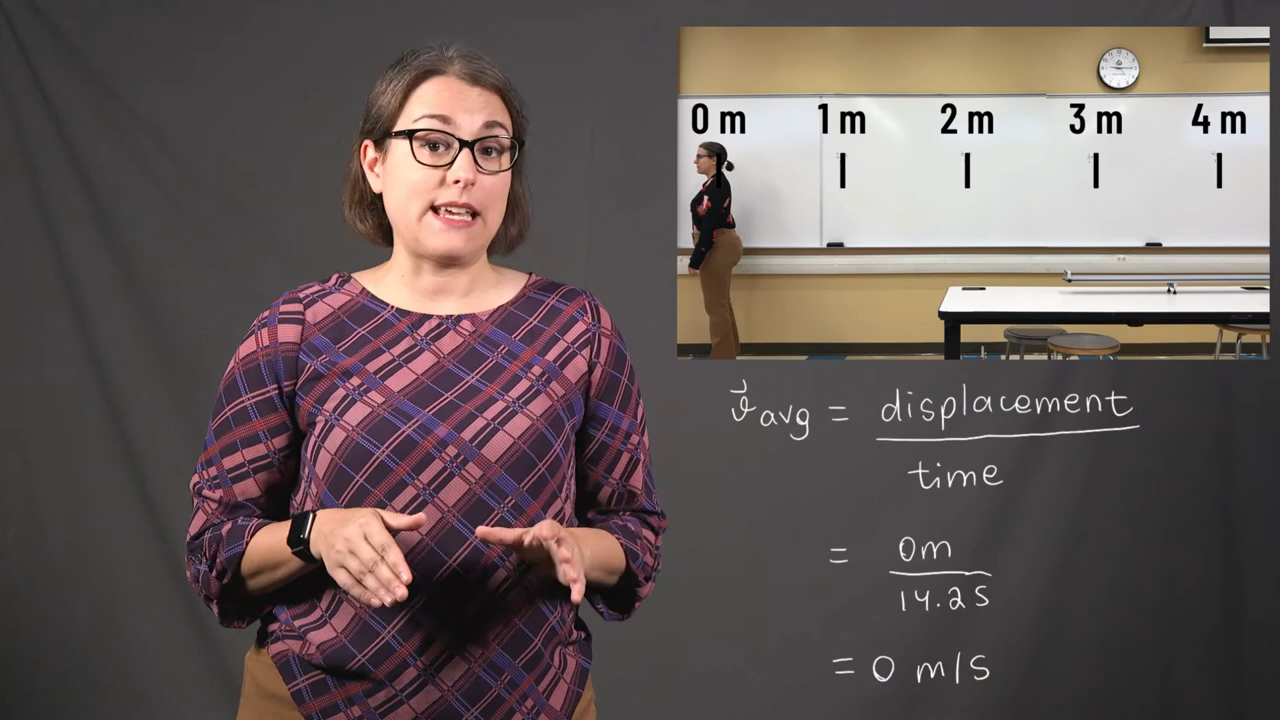 0 m 1 m 2 m 3 m 4 m
v⃗avg = displacement
time
= 0m
14.2s
= 0 m/s